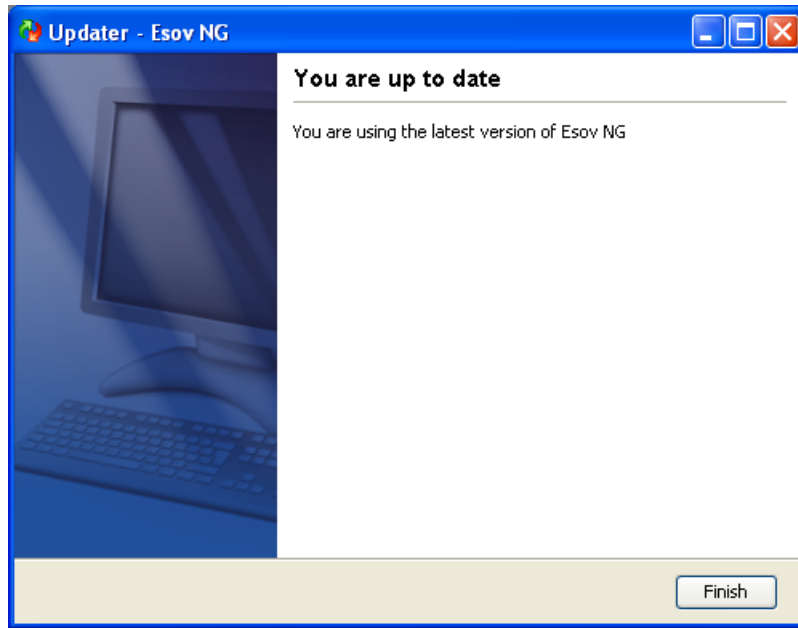 Updater - Esov NG
You are up to date
You are using the latest version of Esov NG
Finish